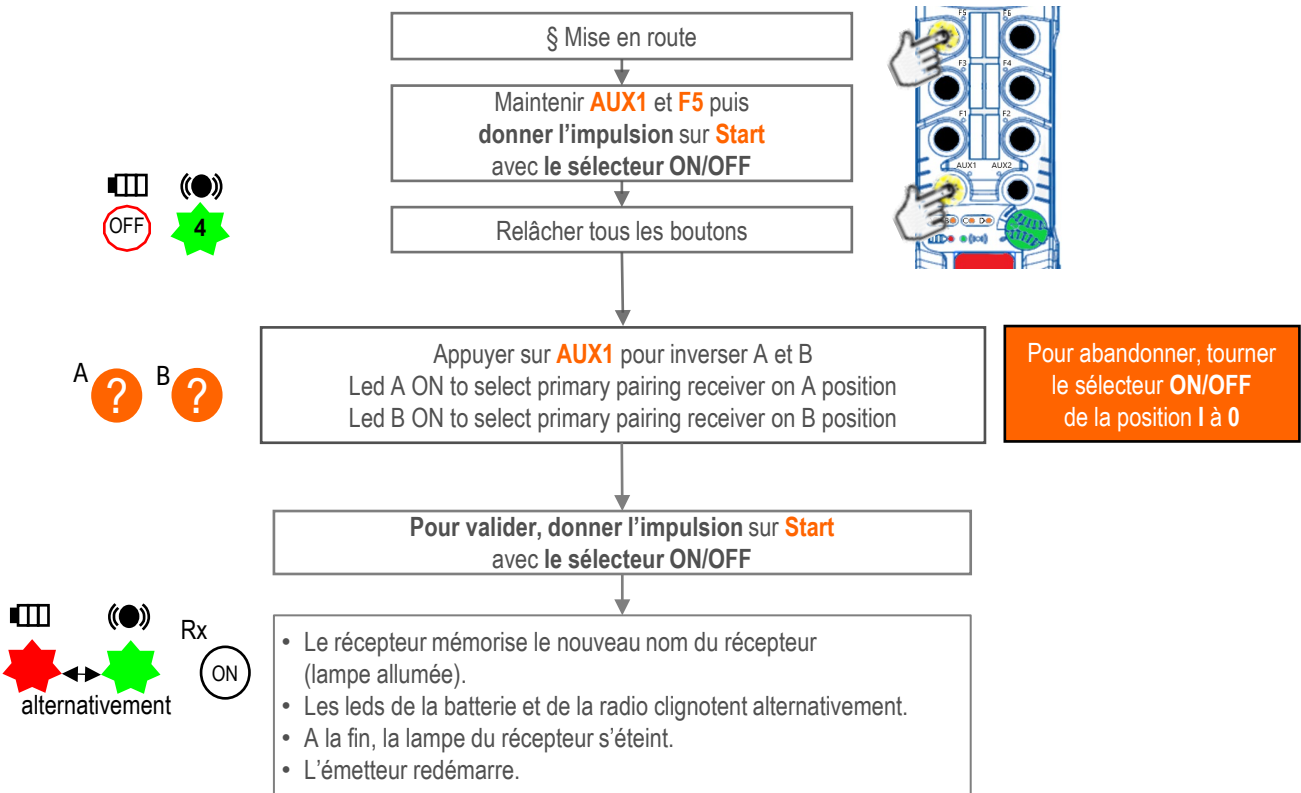 § Mise en route
Maintenir AUX1 et F5 puis
donner l'impulsion sur Start
avec le sélecteur ON/OFF
OFF
4
Relâcher tous les boutons
F5
F6
F3
F4
F1
F2
AUX1
AUX2
A
?
B
?
Appuyer sur AUX1 pour inverser A et B
Led A ON to select primary pairing receiver on A position
Led B ON to select primary pairing receiver on B position
Pour abandonner, tourner
le sélecteur ON/OFF
de la position I à 0
Pour valider, donner l'impulsion sur Start
avec le sélecteur ON/OFF
Rx
ON
alternativement
• Le récepteur mémorise le nouveau nom du récepteur
(lampe allumée).
• Les leds de la batterie et de la radio clignotent alternativement.
• A la fin, la lampe du récepteur s'éteint.
• L'émetteur redémarre.